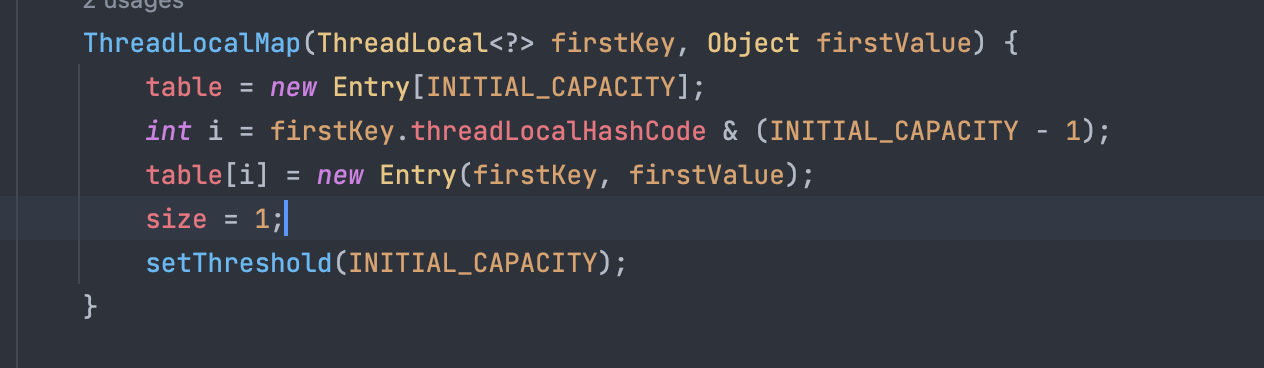 2 usages
ThreadLocalMap(ThreadLocal<?> firstKey, Object firstValue) {
table = new Entry[INITIAL_CAPACITY];
int i = firstKey.threadLocalHashCode & (INITIAL_CAPACITY - 1);
table[i] = new Entry(firstKey, firstValue);
size = 1;
setThreshold(INITIAL_CAPACITY);
}